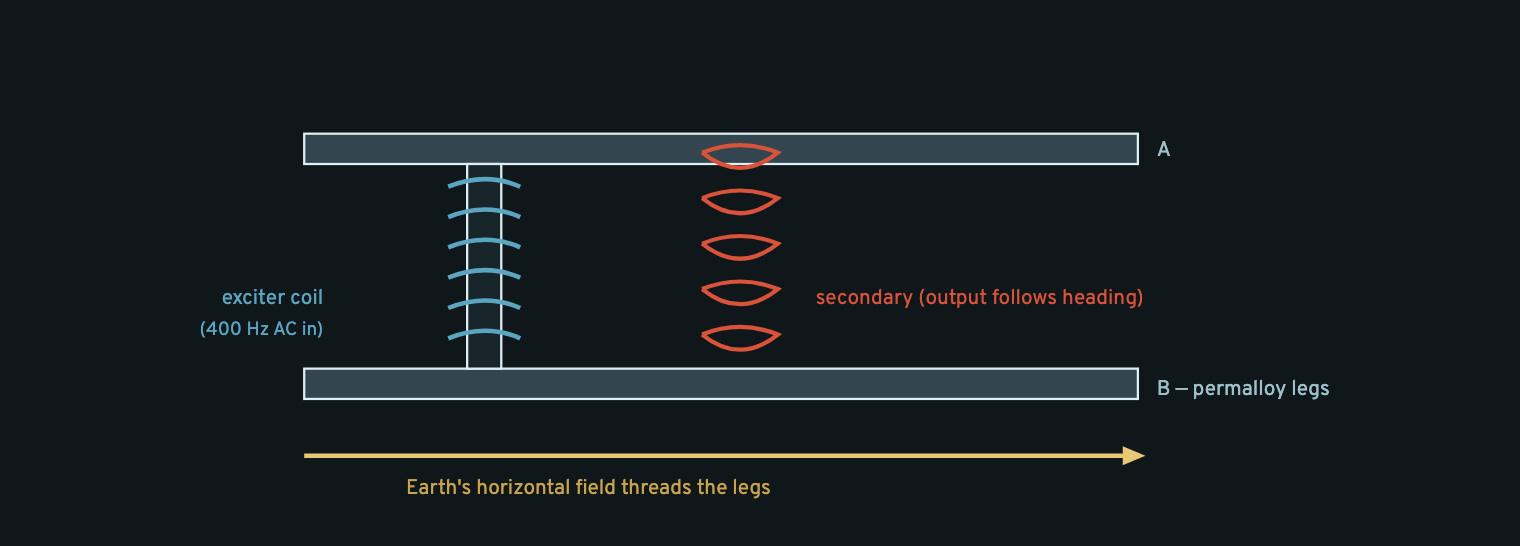 A
exciter coil
(400 Hz AC in)
secondary (output follows heading)
B — permalloy legs
Earth's horizontal field threads the legs